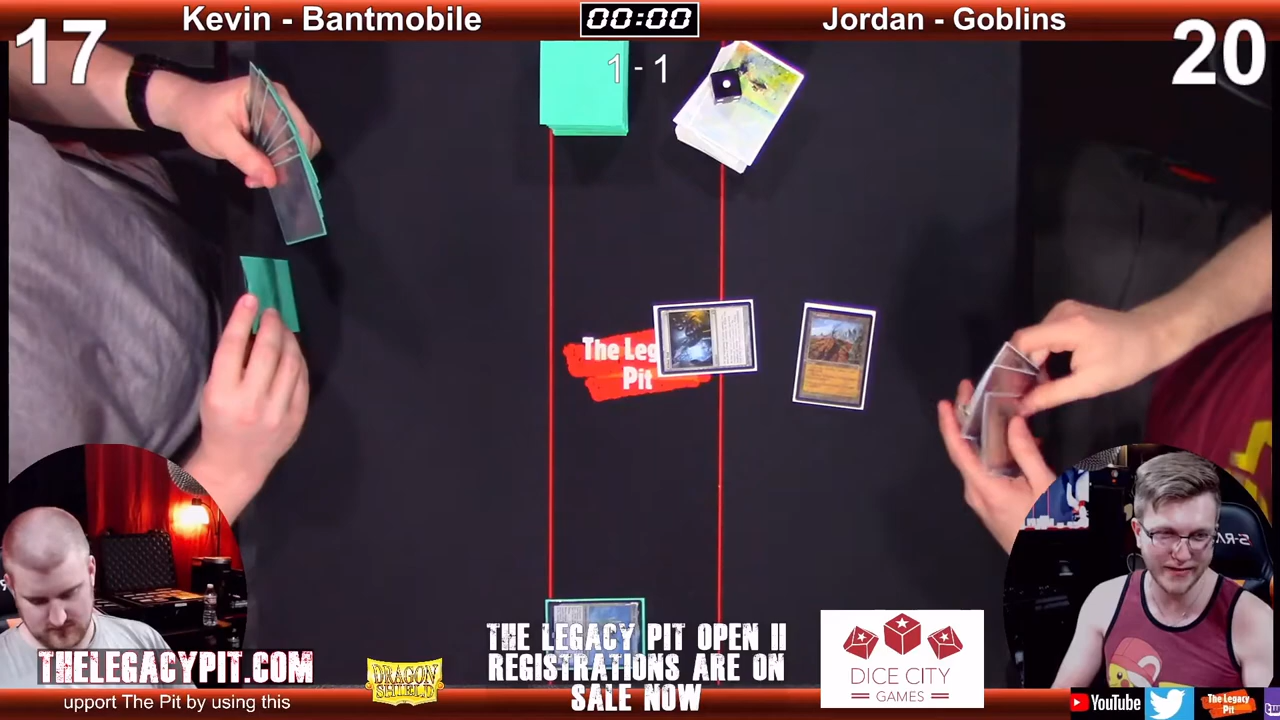 17
Kevin - Bantmobile
00:00
Jordan - Goblins
20
1 - 1
The Leg
Pit
THELEGACYPIT.COM
upport The Pit by using this
DRAGON
SHIELD
THE LEGACY PIT OPEN II
REGISTRATIONS ARE ON
SALE NOW
DICE CITY
GAMES
YouTube
The Legacy
Pit